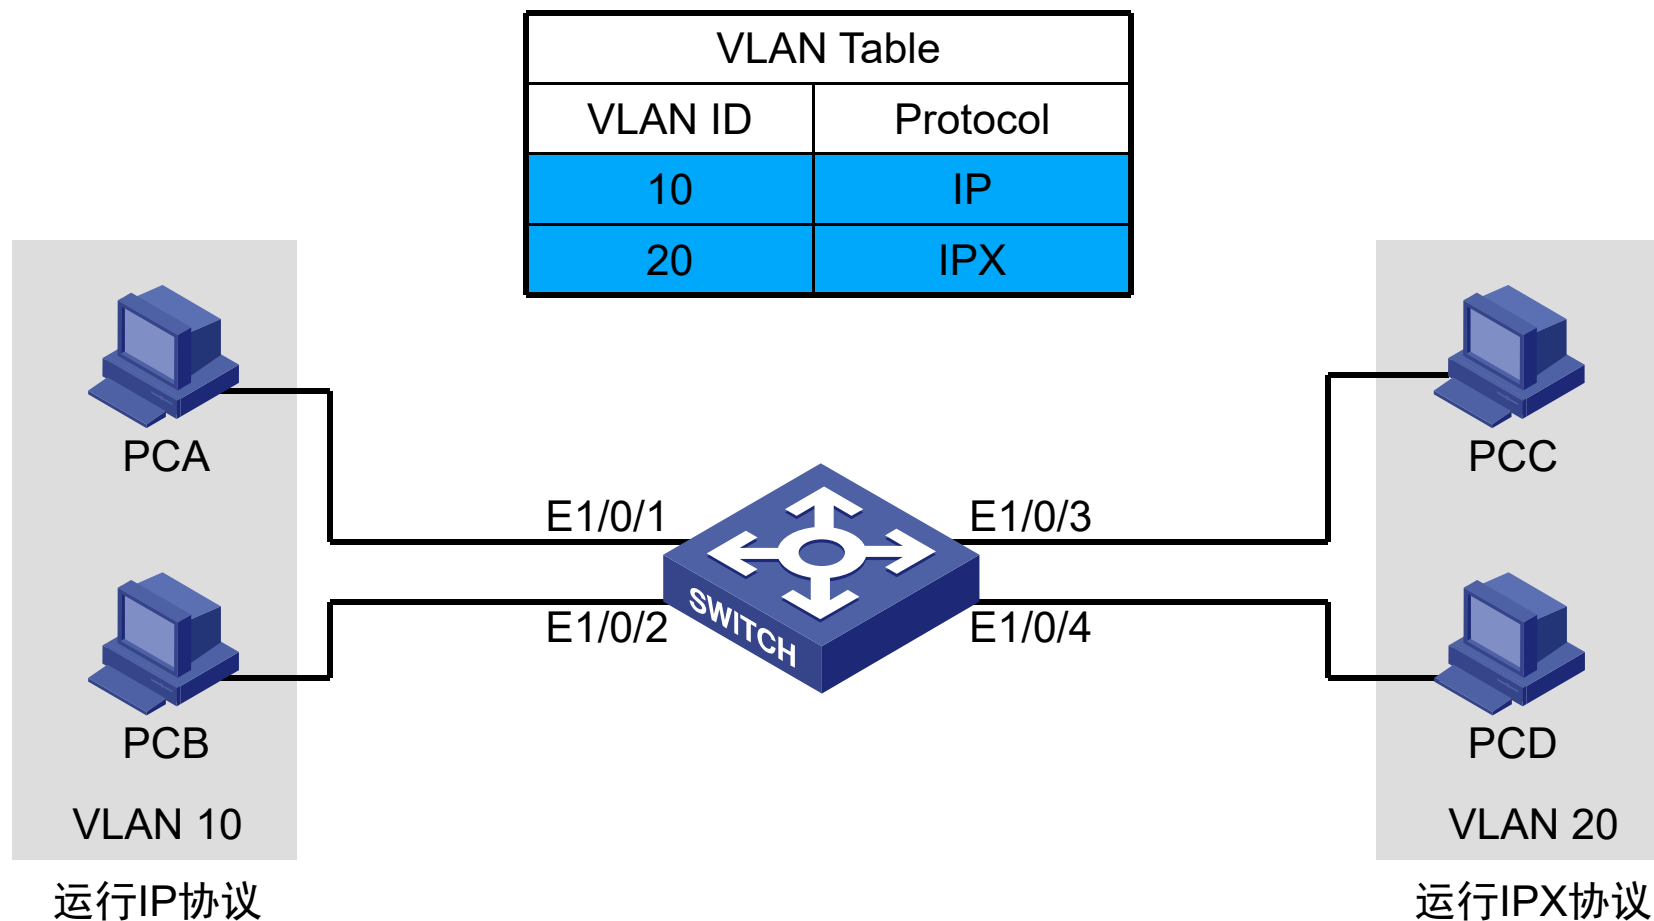 VLAN Table
VLAN ID Protocol
10 IP
20 IPX
PCA
PCC
E1/0/1
E1/0/3
SWITCH
E1/0/2
E1/0/4
PCB
PCD
VLAN 10
VLAN 20
运行IP协议
运行IPX协议